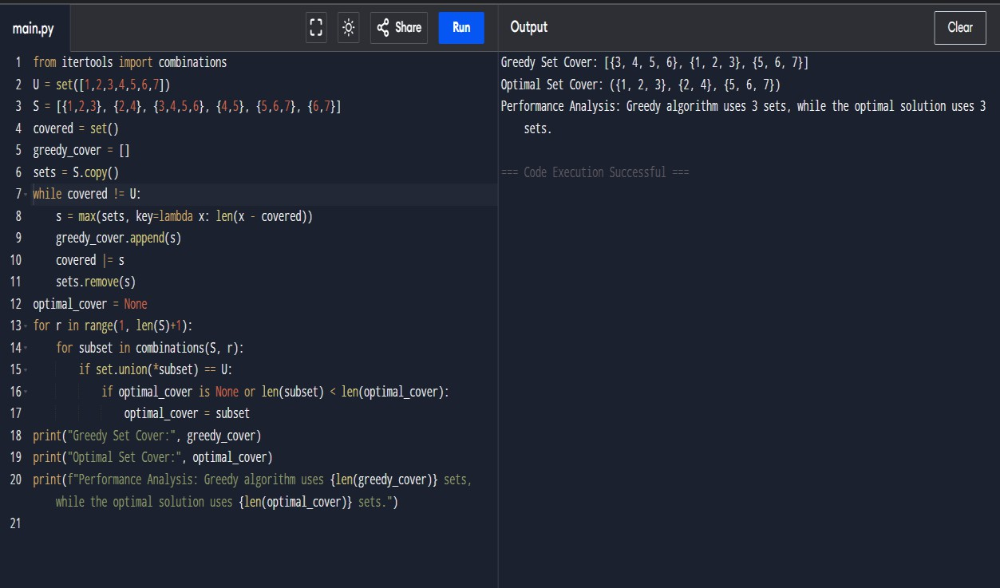 main.py
Share
Run
Output
Clear
1 from itertools import combinations
2 U = set([1,2,3,4,5,6,7])
3 S = [{1,2,3}, {2,4}, {3,4,5,6}, {4,5}, {5,6,7}, {6,7}]
4 covered = set()
5 greedy_cover = []
6 sets = S.copy()
7 while covered != U:
8     s = max(sets, key=lambda x: len(x - covered))
9     greedy_cover.append(s)
10     covered |= s
11     sets.remove(s)
12 optimal_cover = None
13 for r in range(1, len(S)+1):
14     for subset in combinations(S, r):
15         if set.union(*subset) == U:
16             if optimal_cover is None or len(subset) < len(optimal_cover):
17                 optimal_cover = subset
18 print("Greedy Set Cover:", greedy_cover)
19 print("Optimal Set Cover:", optimal_cover)
20 print(f"Performance Analysis: Greedy algorithm uses {len(greedy_cover)} sets,
    while the optimal solution uses {len(optimal_cover)} sets.")
21
Greedy Set Cover: [{3, 4, 5, 6}, {1, 2, 3}, {5, 6, 7}]
Optimal Set Cover: ({1, 2, 3}, {2, 4}, {5, 6, 7})
Performance Analysis: Greedy algorithm uses 3 sets, while the optimal solution uses 3
    sets.
=== Code Execution Successful ===